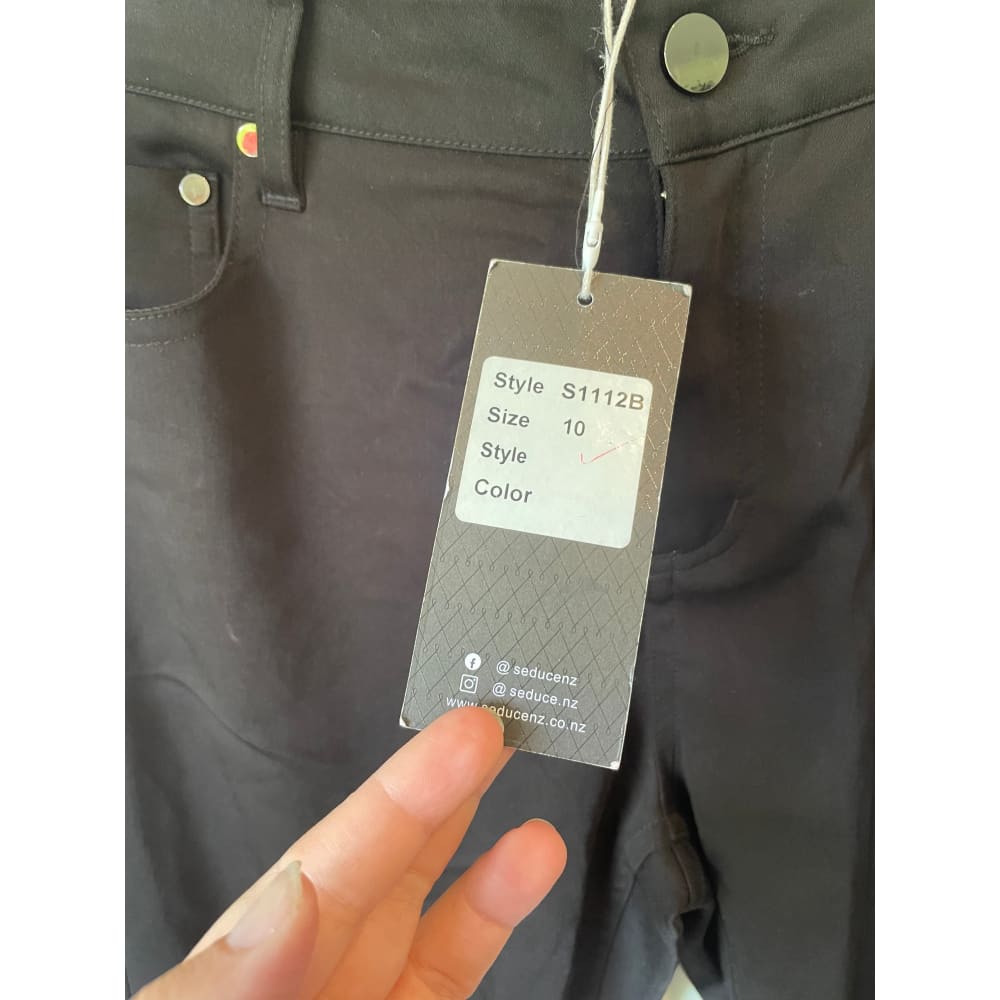 Style S1112B
Size 10
Style
Color
@seducenz
@seduce.nz
www.seducenz.co.nz